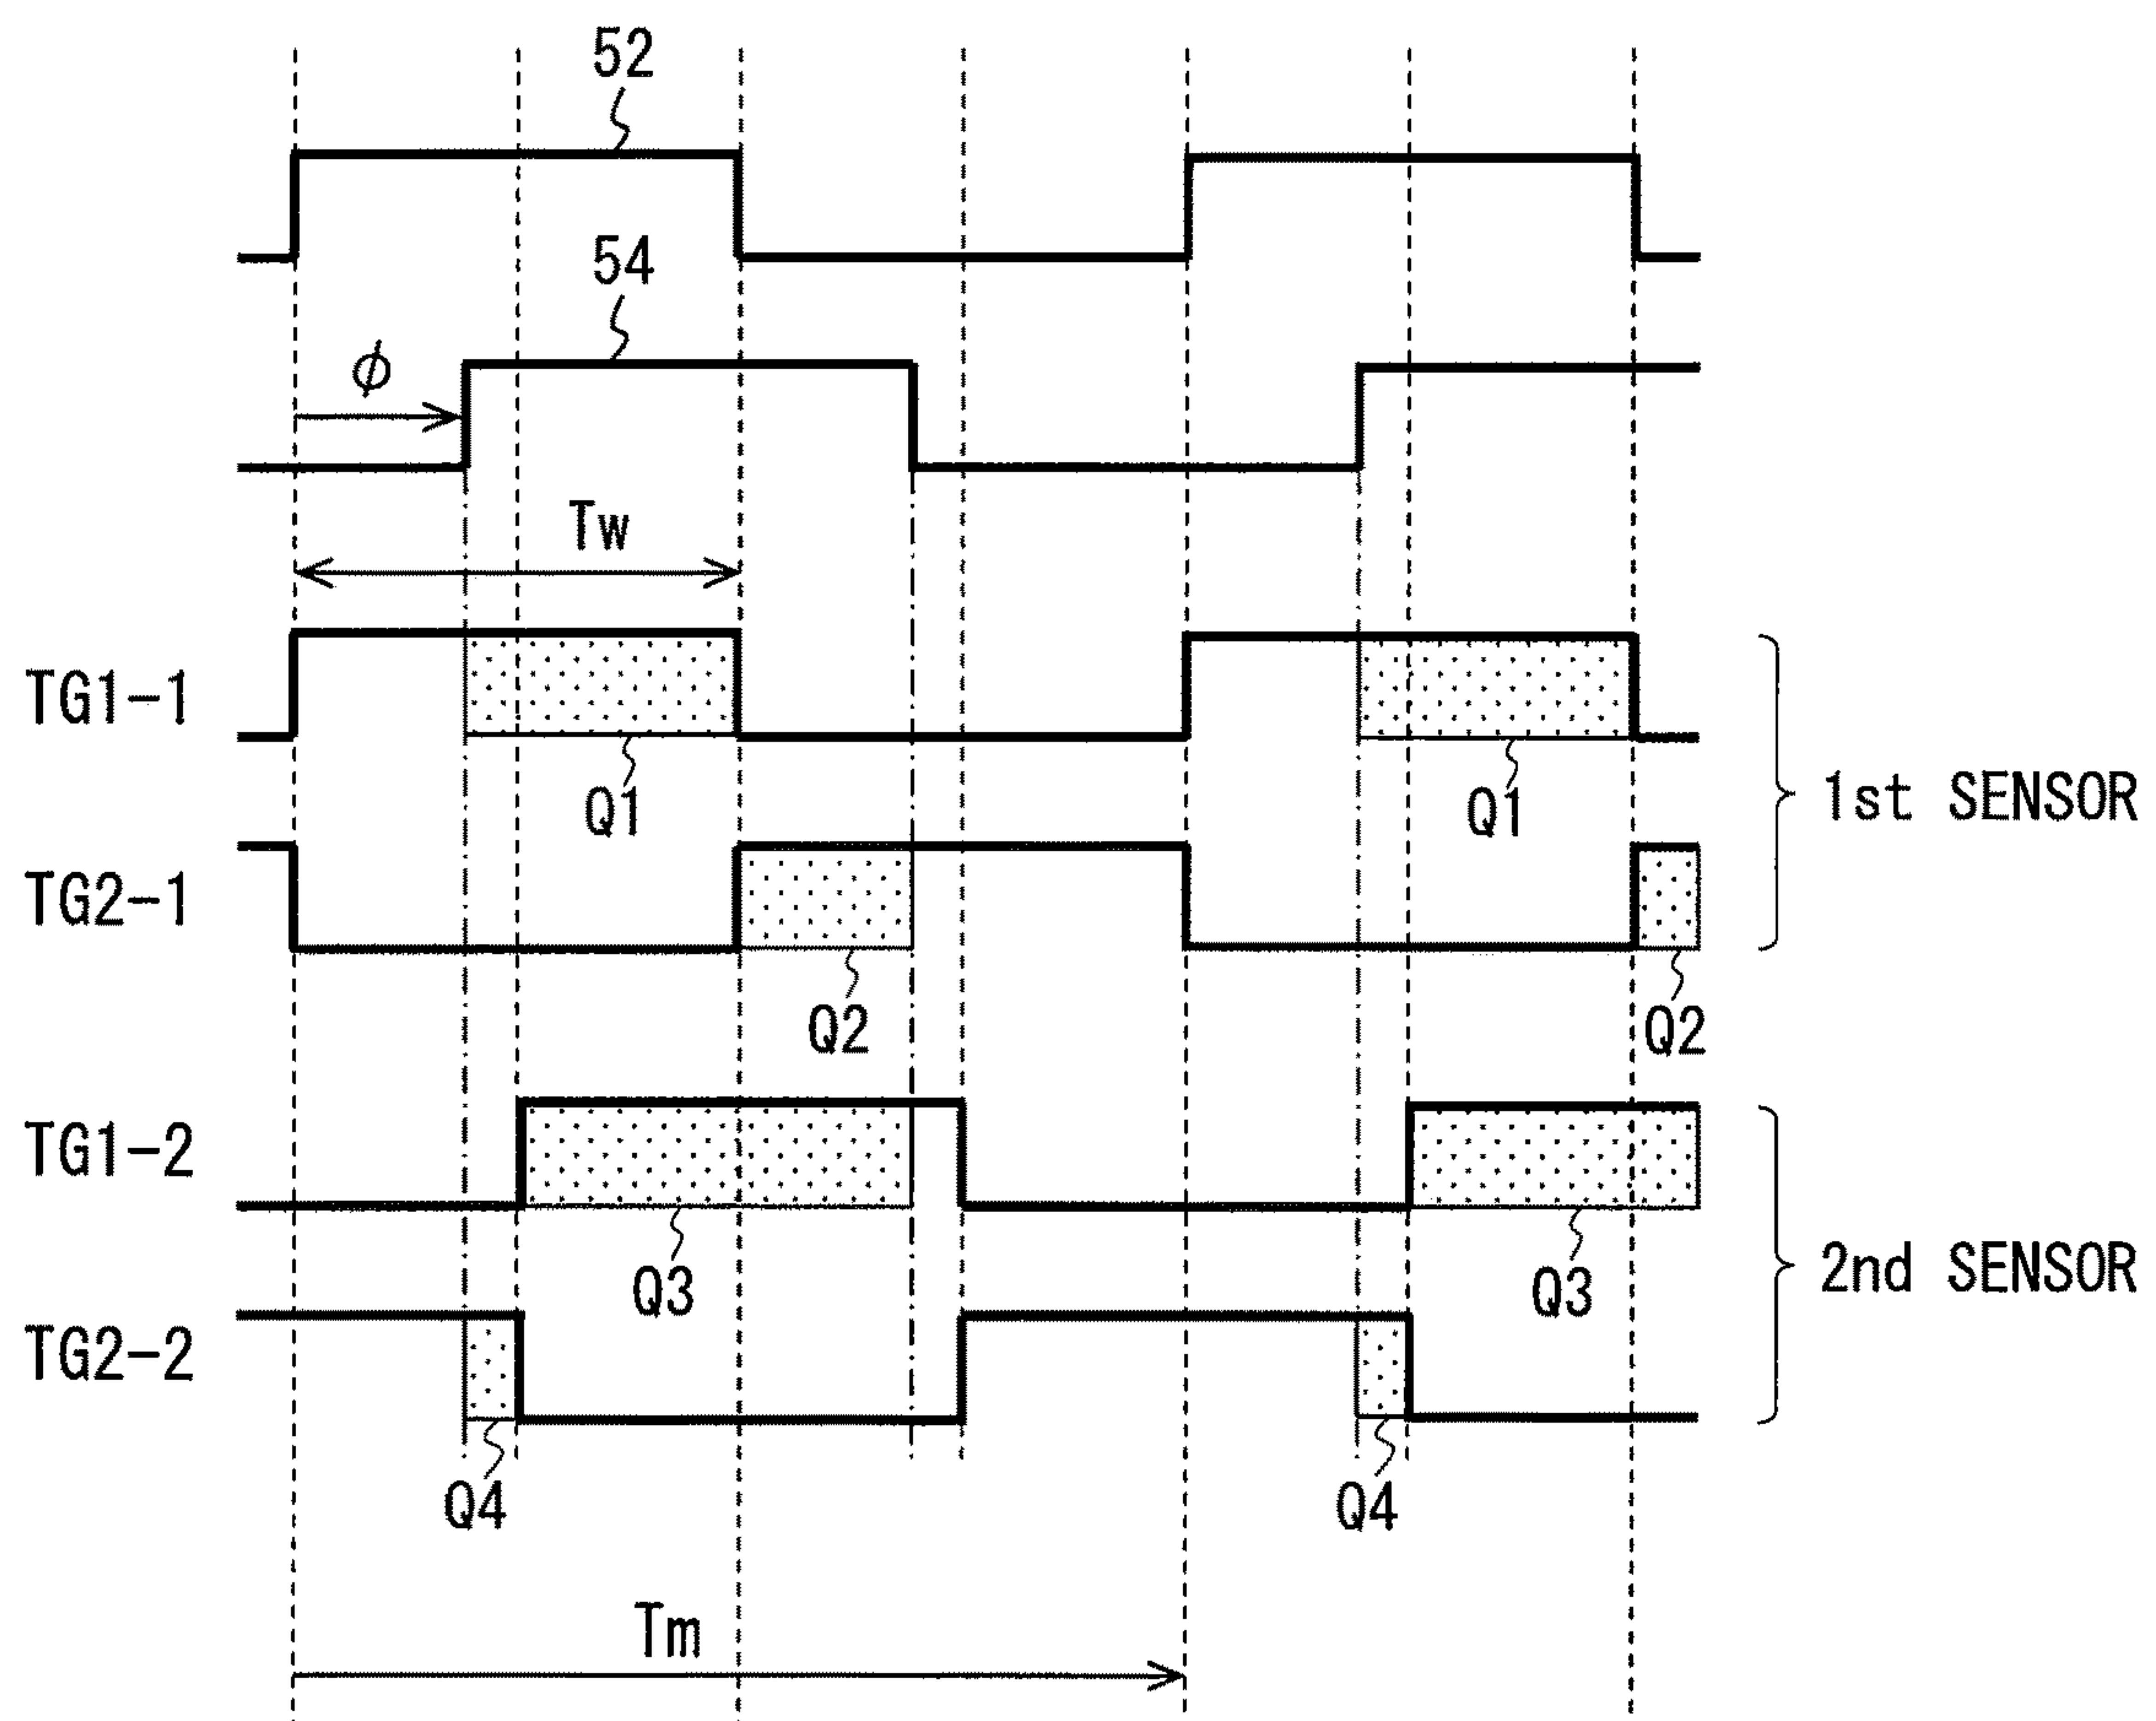 52
54
ϕ
Tw
TG1-1
Q1
Q1
1st SENSOR
TG2-1
Q2
Q2
TG1-2
Q3
Q3
2nd SENSOR
TG2-2
Q4
Q4
Tm